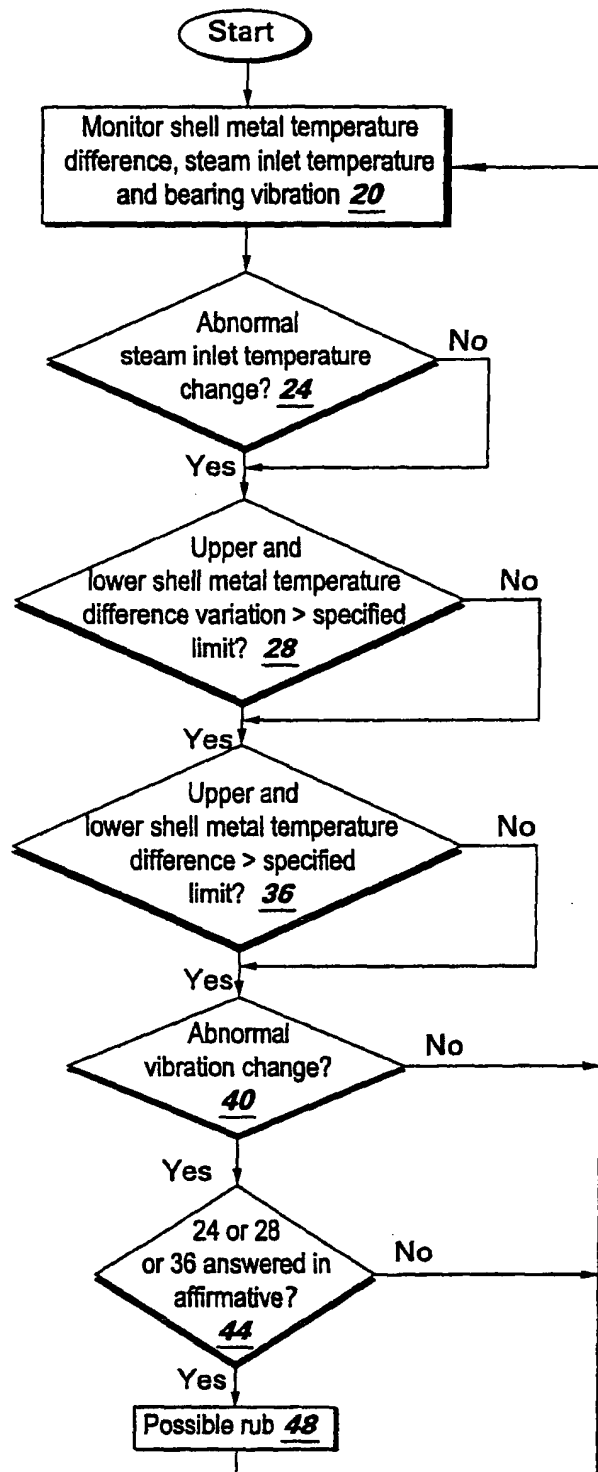 Start
Monitor shell metal temperature
difference, steam inlet temperature
and bearing vibration 20
Abnormal
steam inlet temperature
change? 24
No
Yes
Upper and
lower shell metal temperature
difference variation > specified
limit? 28
No
Yes
Upper and
lower shell metal temperature
difference > specified
limit? 36
No
Yes
Abnormal
vibration change?
40
No
Yes
24 or 28
or 36 answered in
affirmative?
44
No
Yes
Possible rub 48